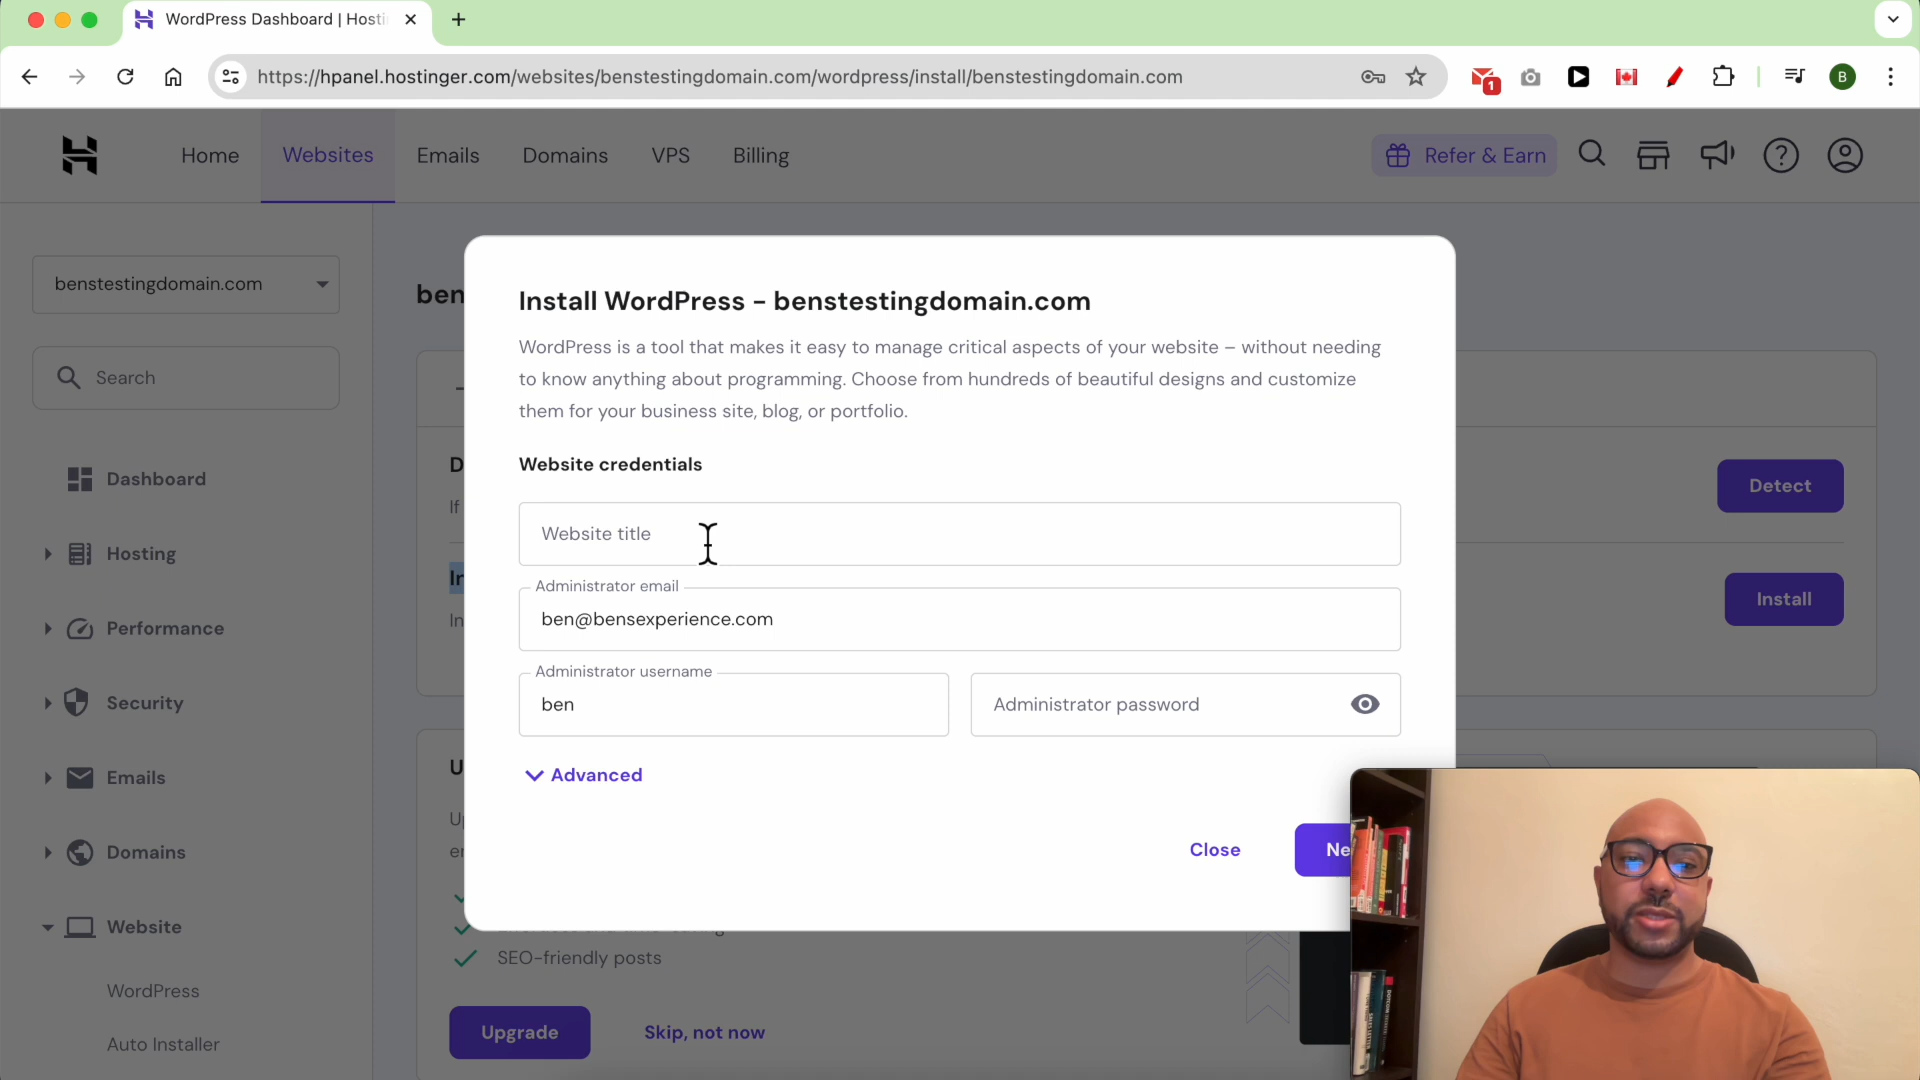 WordPress Dashboard | Hosti
https://hpanel.hostinger.com/websites/benstestingdomain.com/wordpress/install/benstestingdomain.com
1
B
Home
Websites
Emails
Domains
VPS
Billing
Refer & Earn
benstestingdomain.com
Search
Dashboard
Hosting
Performance
Security
Emails
Domains
Website
WordPress
Auto Installer
ben
Install WordPress – benstestingdomain.com
WordPress is a tool that makes it easy to manage critical aspects of your website – without needing
to know anything about programming. Choose from hundreds of beautiful designs and customize
them for your business site, blog, or portfolio.
Website credentials
Website title
Administrator email
ben@bensexperience.com
Administrator username
ben
Administrator password
Advanced
Close
Ne
Detect
Install
SEO-friendly posts
Upgrade
Skip, not now